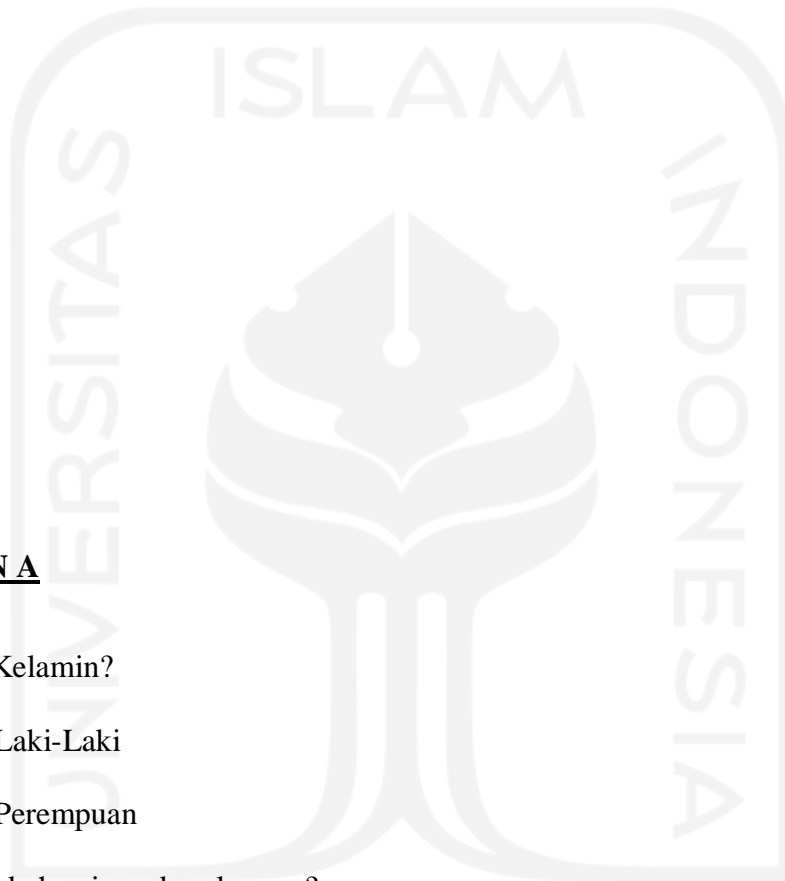 ISLAM
UNIVERSITAS
INDONESIA
N A
Kelamin?
Laki-Laki
Perempuan